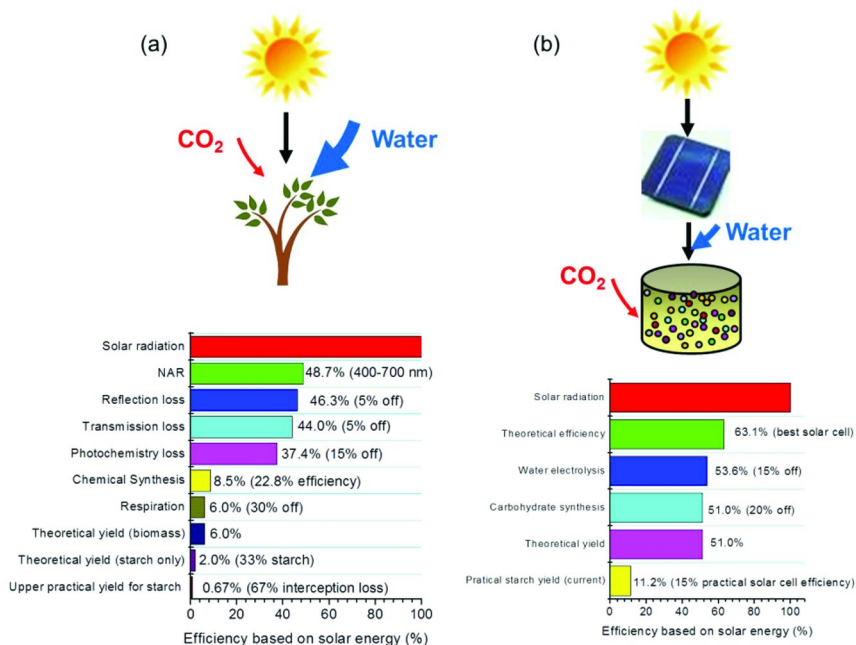 (a)
CO2
Water
Solar radiation
NAR
48.7% (400-700 nm)
Reflection loss
46.3% (5% off)
Transmission loss
44.0% (5% off)
Photochemistry loss
37.4% (15% off)
Chemical Synthesis
8.5% (22.8% efficiency)
Respiration
6.0% (30% off)
Theoretical yield (biomass)
6.0%
Theoretical yield (starch only)
2.0% (33% starch)
Upper practical yield for starch
0.67% (67% interception loss)
0 20 40 60 80 100
Efficiency based on solar energy (%)
(b)
Water
CO2
Solar radiation
Theoretical efficiency
63.1% (best solar cell)
Water electrolysis
53.6% (15% off)
Carbohydrate synthesis
51.0% (20% off)
Theoretical yield
51.0%
Pratical starch yield (current)
11.2% (15% practical solar cell efficiency)
0 20 40 60 80 100
Efficiency based on solar energy (%)